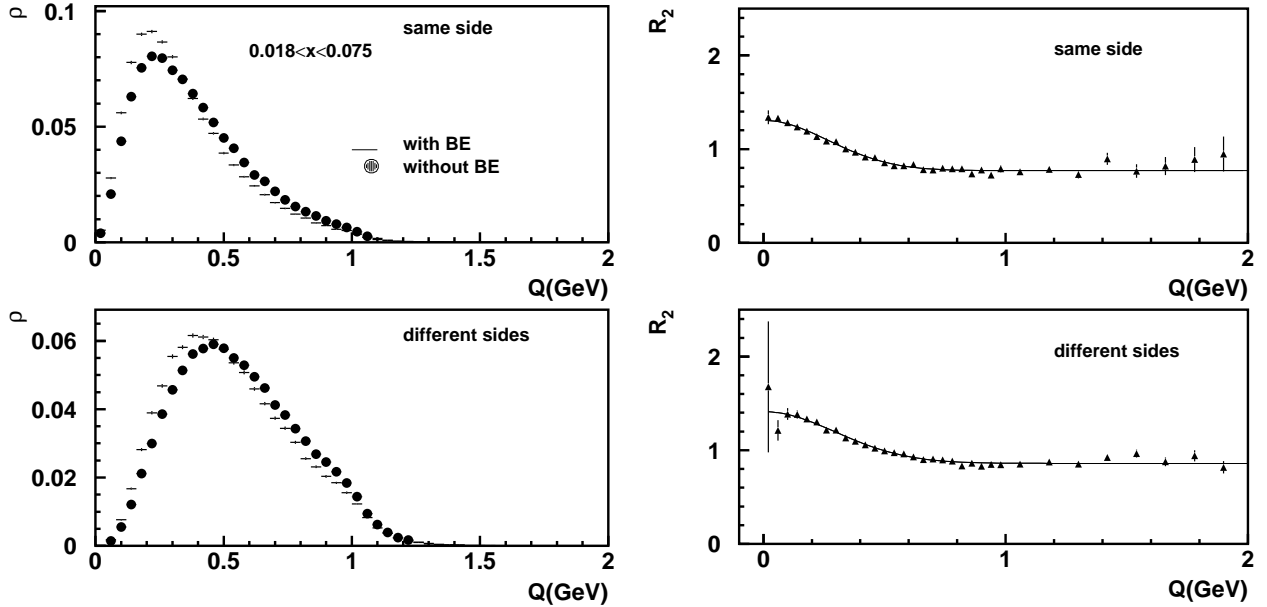 ρ
0.1
0.05
0
same side
0.018<x<0.075
with BE
without BE
0 0.5 1 1.5 2
Q(GeV)
R2
2
1
0
same side
0 1 2
Q(GeV)
ρ
0.06
0.04
0.02
0
different sides
0 0.5 1 1.5 2
Q(GeV)
R2
2
1
0
different sides
0 1 2
Q(GeV)